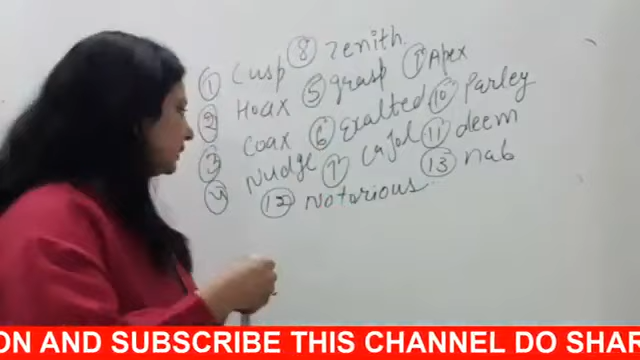 ① Cusp ⑧ Zenith
② Hoax ⑤ grasp ⑨ Apex
③ Coax ⑥ Exalted ⑩ Parley
④ Nudge ⑦ Cajol ⑪ deem
⑫ Notorious ⑬ nab
ON AND SUBSCRIBE THIS CHANNEL DO SHAR